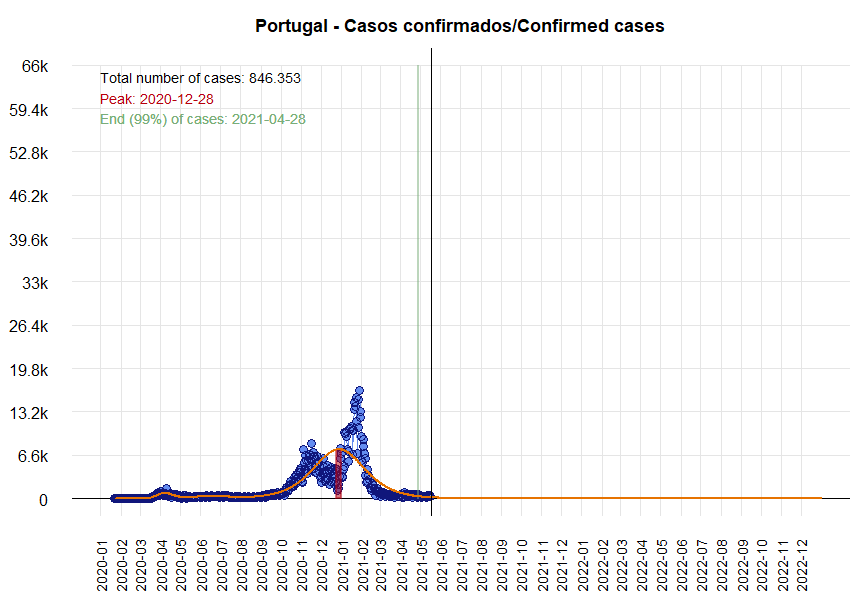 Portugal - Casos confirmados/Confirmed cases
Total number of cases: 846.353
Peak: 2020-12-28
End (99%) of cases: 2021-04-28
66k
59.4k
52.8k
46.2k
39.6k
33k
26.4k
19.8k
13.2k
6.6k
0
2020-01
2020-02
2020-03
2020-04
2020-05
2020-06
2020-07
2020-08
2020-09
2020-10
2020-11
2020-12
2021-01
2021-02
2021-03
2021-04
2021-05
2021-06
2021-07
2021-08
2021-09
2021-10
2021-11
2021-12
2022-01
2022-02
2022-03
2022-04
2022-05
2022-06
2022-07
2022-08
2022-09
2022-10
2022-11
2022-12